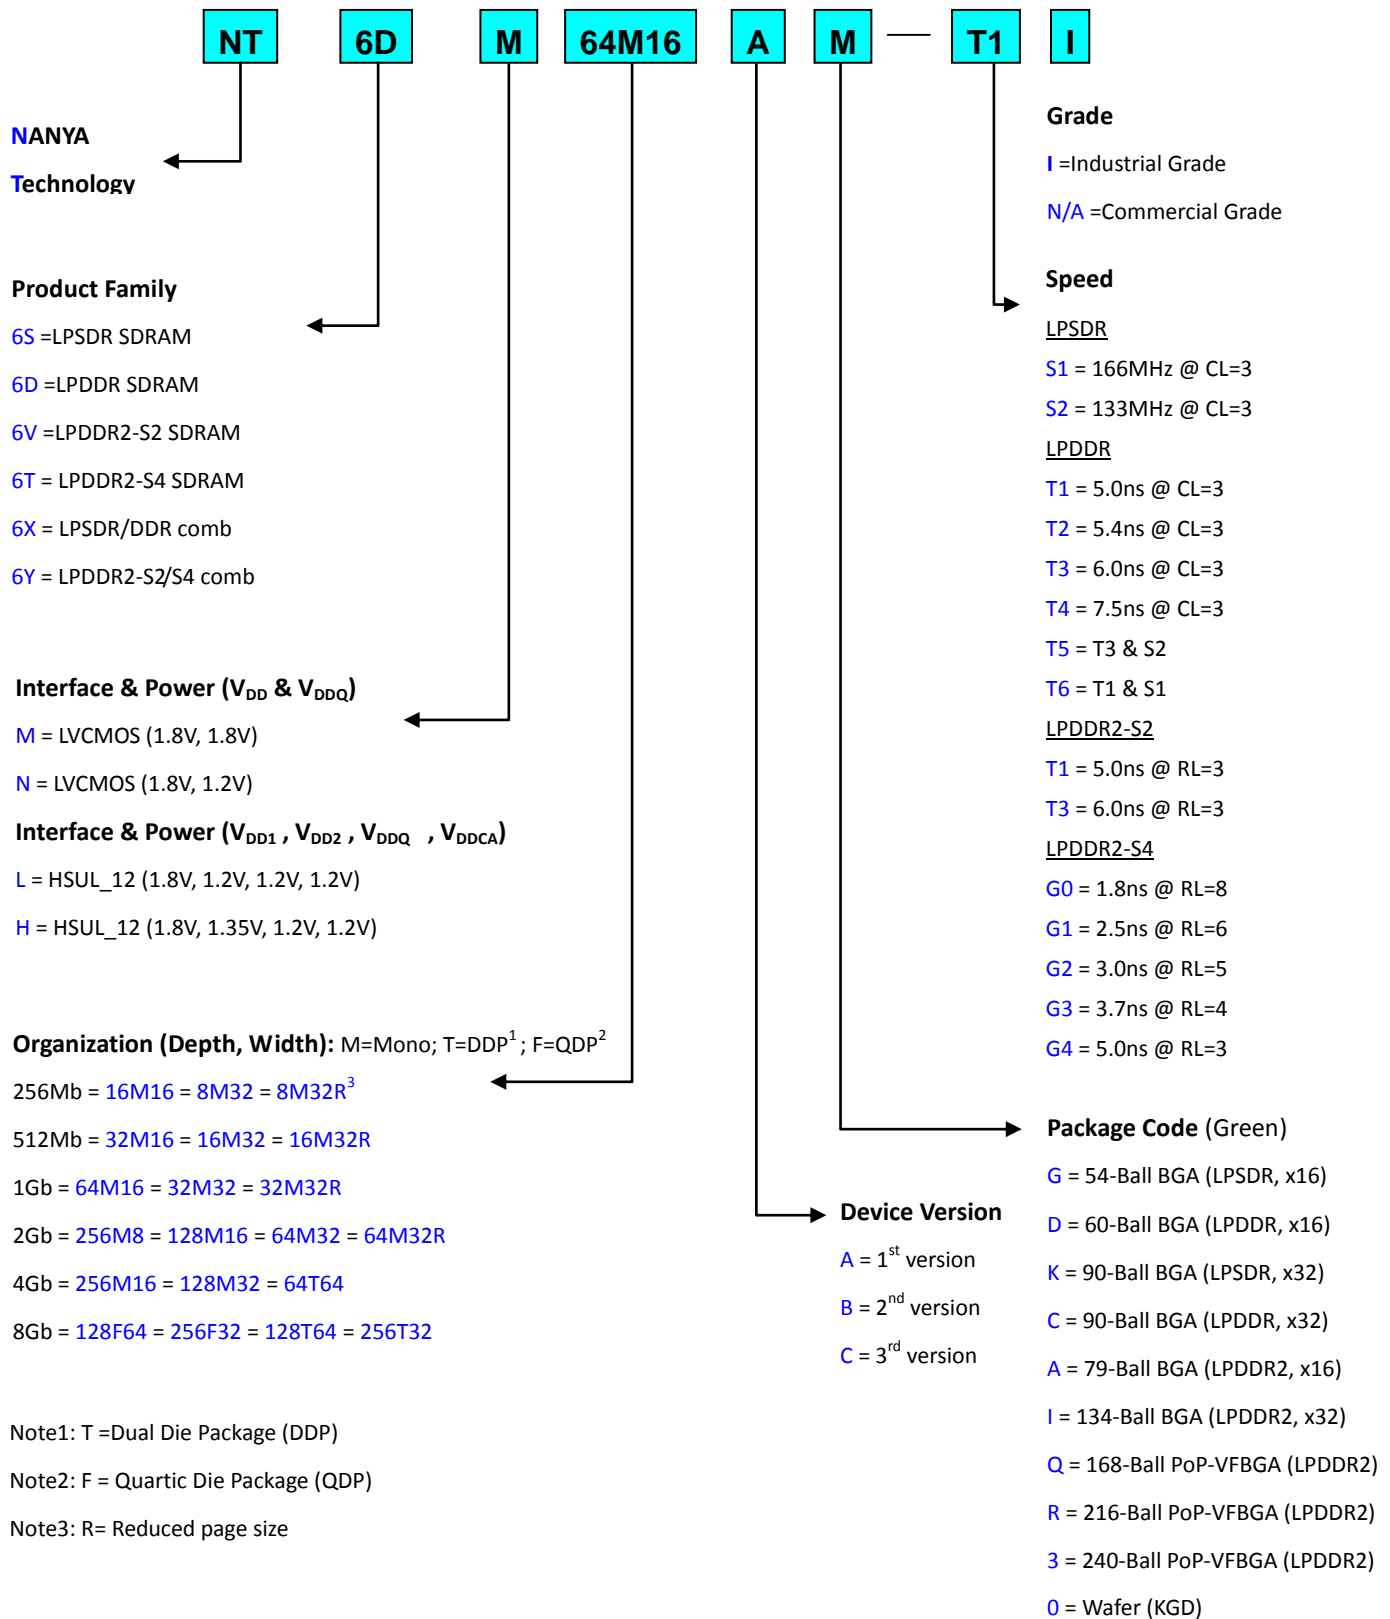 NT 6D M 64M16 A M — T1 I
NANYA
Technology
Product Family
6S =LPSDR SDRAM
6D =LPDDR SDRAM
6V =LPDDR2-S2 SDRAM
6T = LPDDR2-S4 SDRAM
6X = LPSDR/DDR comb
6Y = LPDDR2-S2/S4 comb
Interface & Power (VDD & VDDQ)
M = LVCMOS (1.8V, 1.8V)
N = LVCMOS (1.8V, 1.2V)
Interface & Power (VDD1 , VDD2 , VDDQ , VDDCA)
L = HSUL_12 (1.8V, 1.2V, 1.2V, 1.2V)
H = HSUL_12 (1.8V, 1.35V, 1.2V, 1.2V)
Organization (Depth, Width): M=Mono; T=DDP1 ; F=QDP2
256Mb = 16M16 = 8M32 = 8M32R3
512Mb = 32M16 = 16M32 = 16M32R
1Gb = 64M16 = 32M32 = 32M32R
2Gb = 256M8 = 128M16 = 64M32 = 64M32R
4Gb = 256M16 = 128M32 = 64T64
8Gb = 128F64 = 256F32 = 128T64 = 256T32
Note1: T =Dual Die Package (DDP)
Note2: F = Quartic Die Package (QDP)
Note3: R= Reduced page size
Device Version
A = 1st version
B = 2nd version
C = 3rd version
Grade
I =Industrial Grade
N/A =Commercial Grade
Speed
LPSDR
S1 = 166MHz @ CL=3
S2 = 133MHz @ CL=3
LPDDR
T1 = 5.0ns @ CL=3
T2 = 5.4ns @ CL=3
T3 = 6.0ns @ CL=3
T4 = 7.5ns @ CL=3
T5 = T3 & S2
T6 = T1 & S1
LPDDR2-S2
T1 = 5.0ns @ RL=3
T3 = 6.0ns @ RL=3
LPDDR2-S4
G0 = 1.8ns @ RL=8
G1 = 2.5ns @ RL=6
G2 = 3.0ns @ RL=5
G3 = 3.7ns @ RL=4
G4 = 5.0ns @ RL=3
Package Code (Green)
G = 54-Ball BGA (LPSDR, x16)
D = 60-Ball BGA (LPDDR, x16)
K = 90-Ball BGA (LPSDR, x32)
C = 90-Ball BGA (LPDDR, x32)
A = 79-Ball BGA (LPDDR2, x16)
I = 134-Ball BGA (LPDDR2, x32)
Q = 168-Ball PoP-VFBGA (LPDDR2)
R = 216-Ball PoP-VFBGA (LPDDR2)
3 = 240-Ball PoP-VFBGA (LPDDR2)
0 = Wafer (KGD)